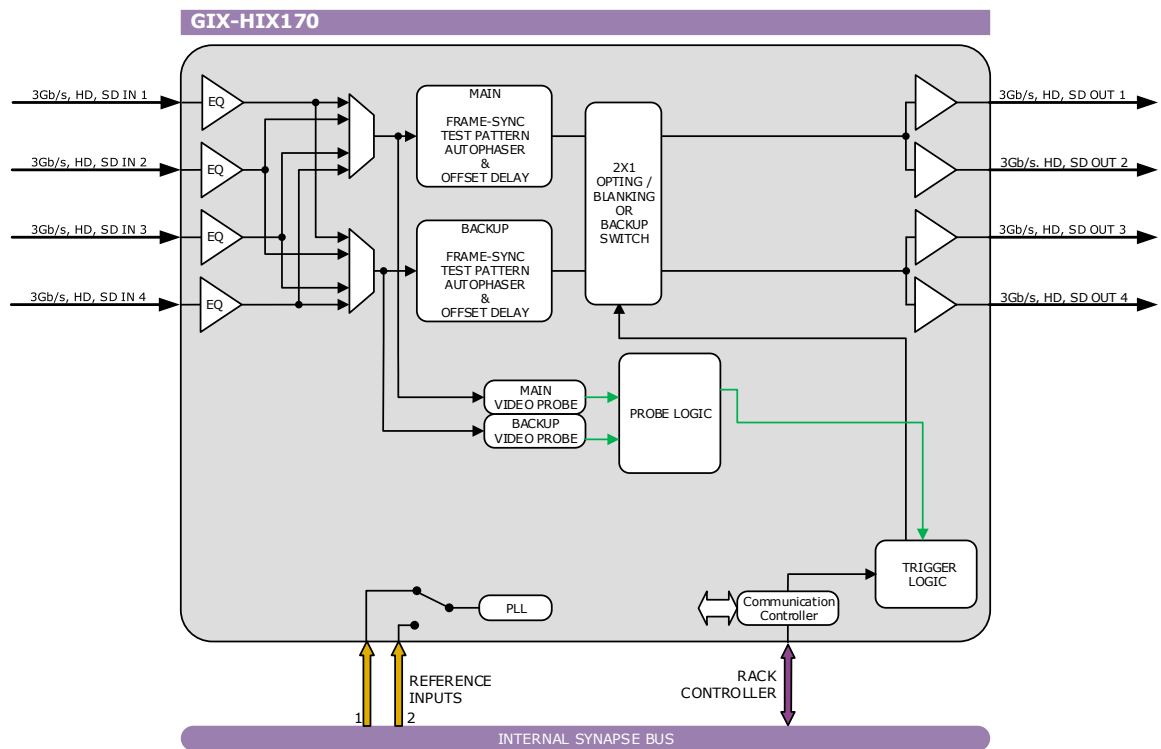 GIX-HIX170
3Gb/s, HD, SD IN 1
3Gb/s, HD, SD IN 2
3Gb/s, HD, SD IN 3
3Gb/s, HD, SD IN 4
EQ
EQ
EQ
EQ
MAIN
FRAME-SYNC
TEST PATTERN
AUTOPHASER
&
OFFSET DELAY
BACKUP
FRAME-SYNC
TEST PATTERN
AUTOPHASER
&
OFFSET DELAY
2X1
OPTING /
BLANKING
OR
BACKUP
SWITCH
3Gb/s, HD, SD OUT 1
3Gb/s. HD, SD OUT 2
3Gb/s, HD, SD OUT 3
3Gb/s, HD, SD OUT 4
MAIN
VIDEO PROBE
BACKUP
VIDEO PROBE
PROBE LOGIC
TRIGGER
LOGIC
PLL
Communication
Controller
REFERENCE
INPUTS
1
2
RACK
CONTROLLER
INTERNAL SYNAPSE BUS